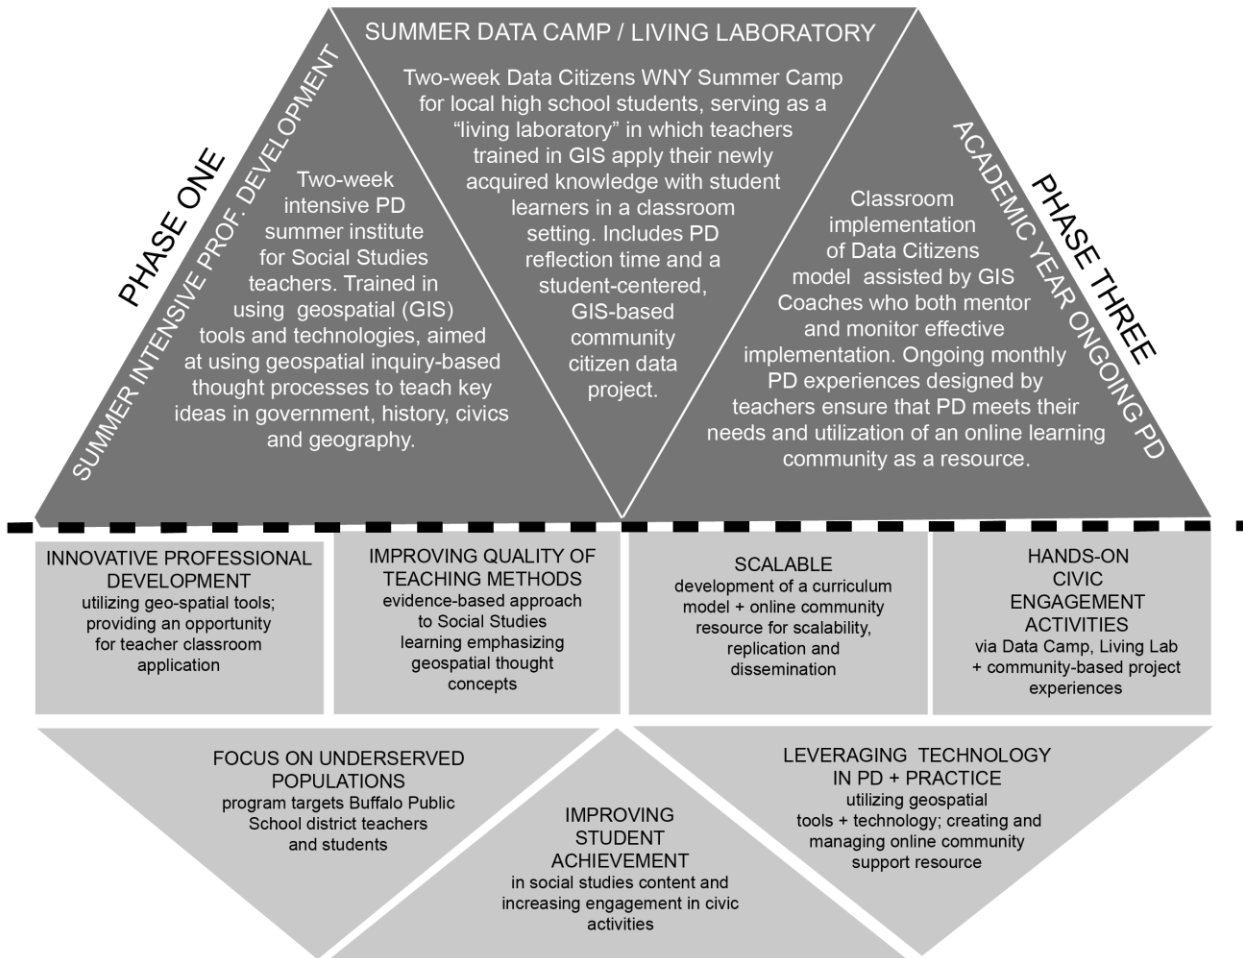 PHASE ONE
SUMMER INTENSIVE PROF. DEVELOPMENT
Two-week
intensive PD
summer institute
for Social Studies
teachers. Trained in
using geospatial (GIS)
tools and technologies, aimed
at using geospatial inquiry-based
thought processes to teach key
ideas in government, history, civics
and geography.
SUMMER DATA CAMP / LIVING LABORATORY
Two-week Data Citizens WNY Summer Camp
for local high school students, serving as a
“living laboratory” in which teachers
trained in GIS apply their newly
acquired knowledge with student
learners in a classroom
setting. Includes PD
reflection time and a
student-centered,
GIS-based
community
citizen data
project.
PHASE THREE
ACADEMIC YEAR ONGOING PD
Classroom
implementation
of Data Citizens
model assisted by GIS
Coaches who both mentor
and monitor effective
implementation. Ongoing monthly
PD experiences designed by
teachers ensure that PD meets their
needs and utilization of an online learning
community as a resource.
INNOVATIVE PROFESSIONAL
DEVELOPMENT
utilizing geo-spatial tools;
providing an opportunity
for teacher classroom
application
IMPROVING QUALITY OF
TEACHING METHODS
evidence-based approach
to Social Studies
learning emphasizing
geospatial thought
concepts
SCALABLE
development of a curriculum
model + online community
resource for scalability,
replication and
dissemination
HANDS-ON
CIVIC
ENGAGEMENT
ACTIVITIES
via Data Camp, Living Lab
+ community-based project
experiences
FOCUS ON UNDERSERVED
POPULATIONS
program targets Buffalo Public
School district teachers
and students
IMPROVING
STUDENT
ACHIEVEMENT
in social studies content and
increasing engagement in civic
activities
LEVERAGING TECHNOLOGY
IN PD + PRACTICE
utilizing geospatial
tools + technology; creating and
managing online community
support resource